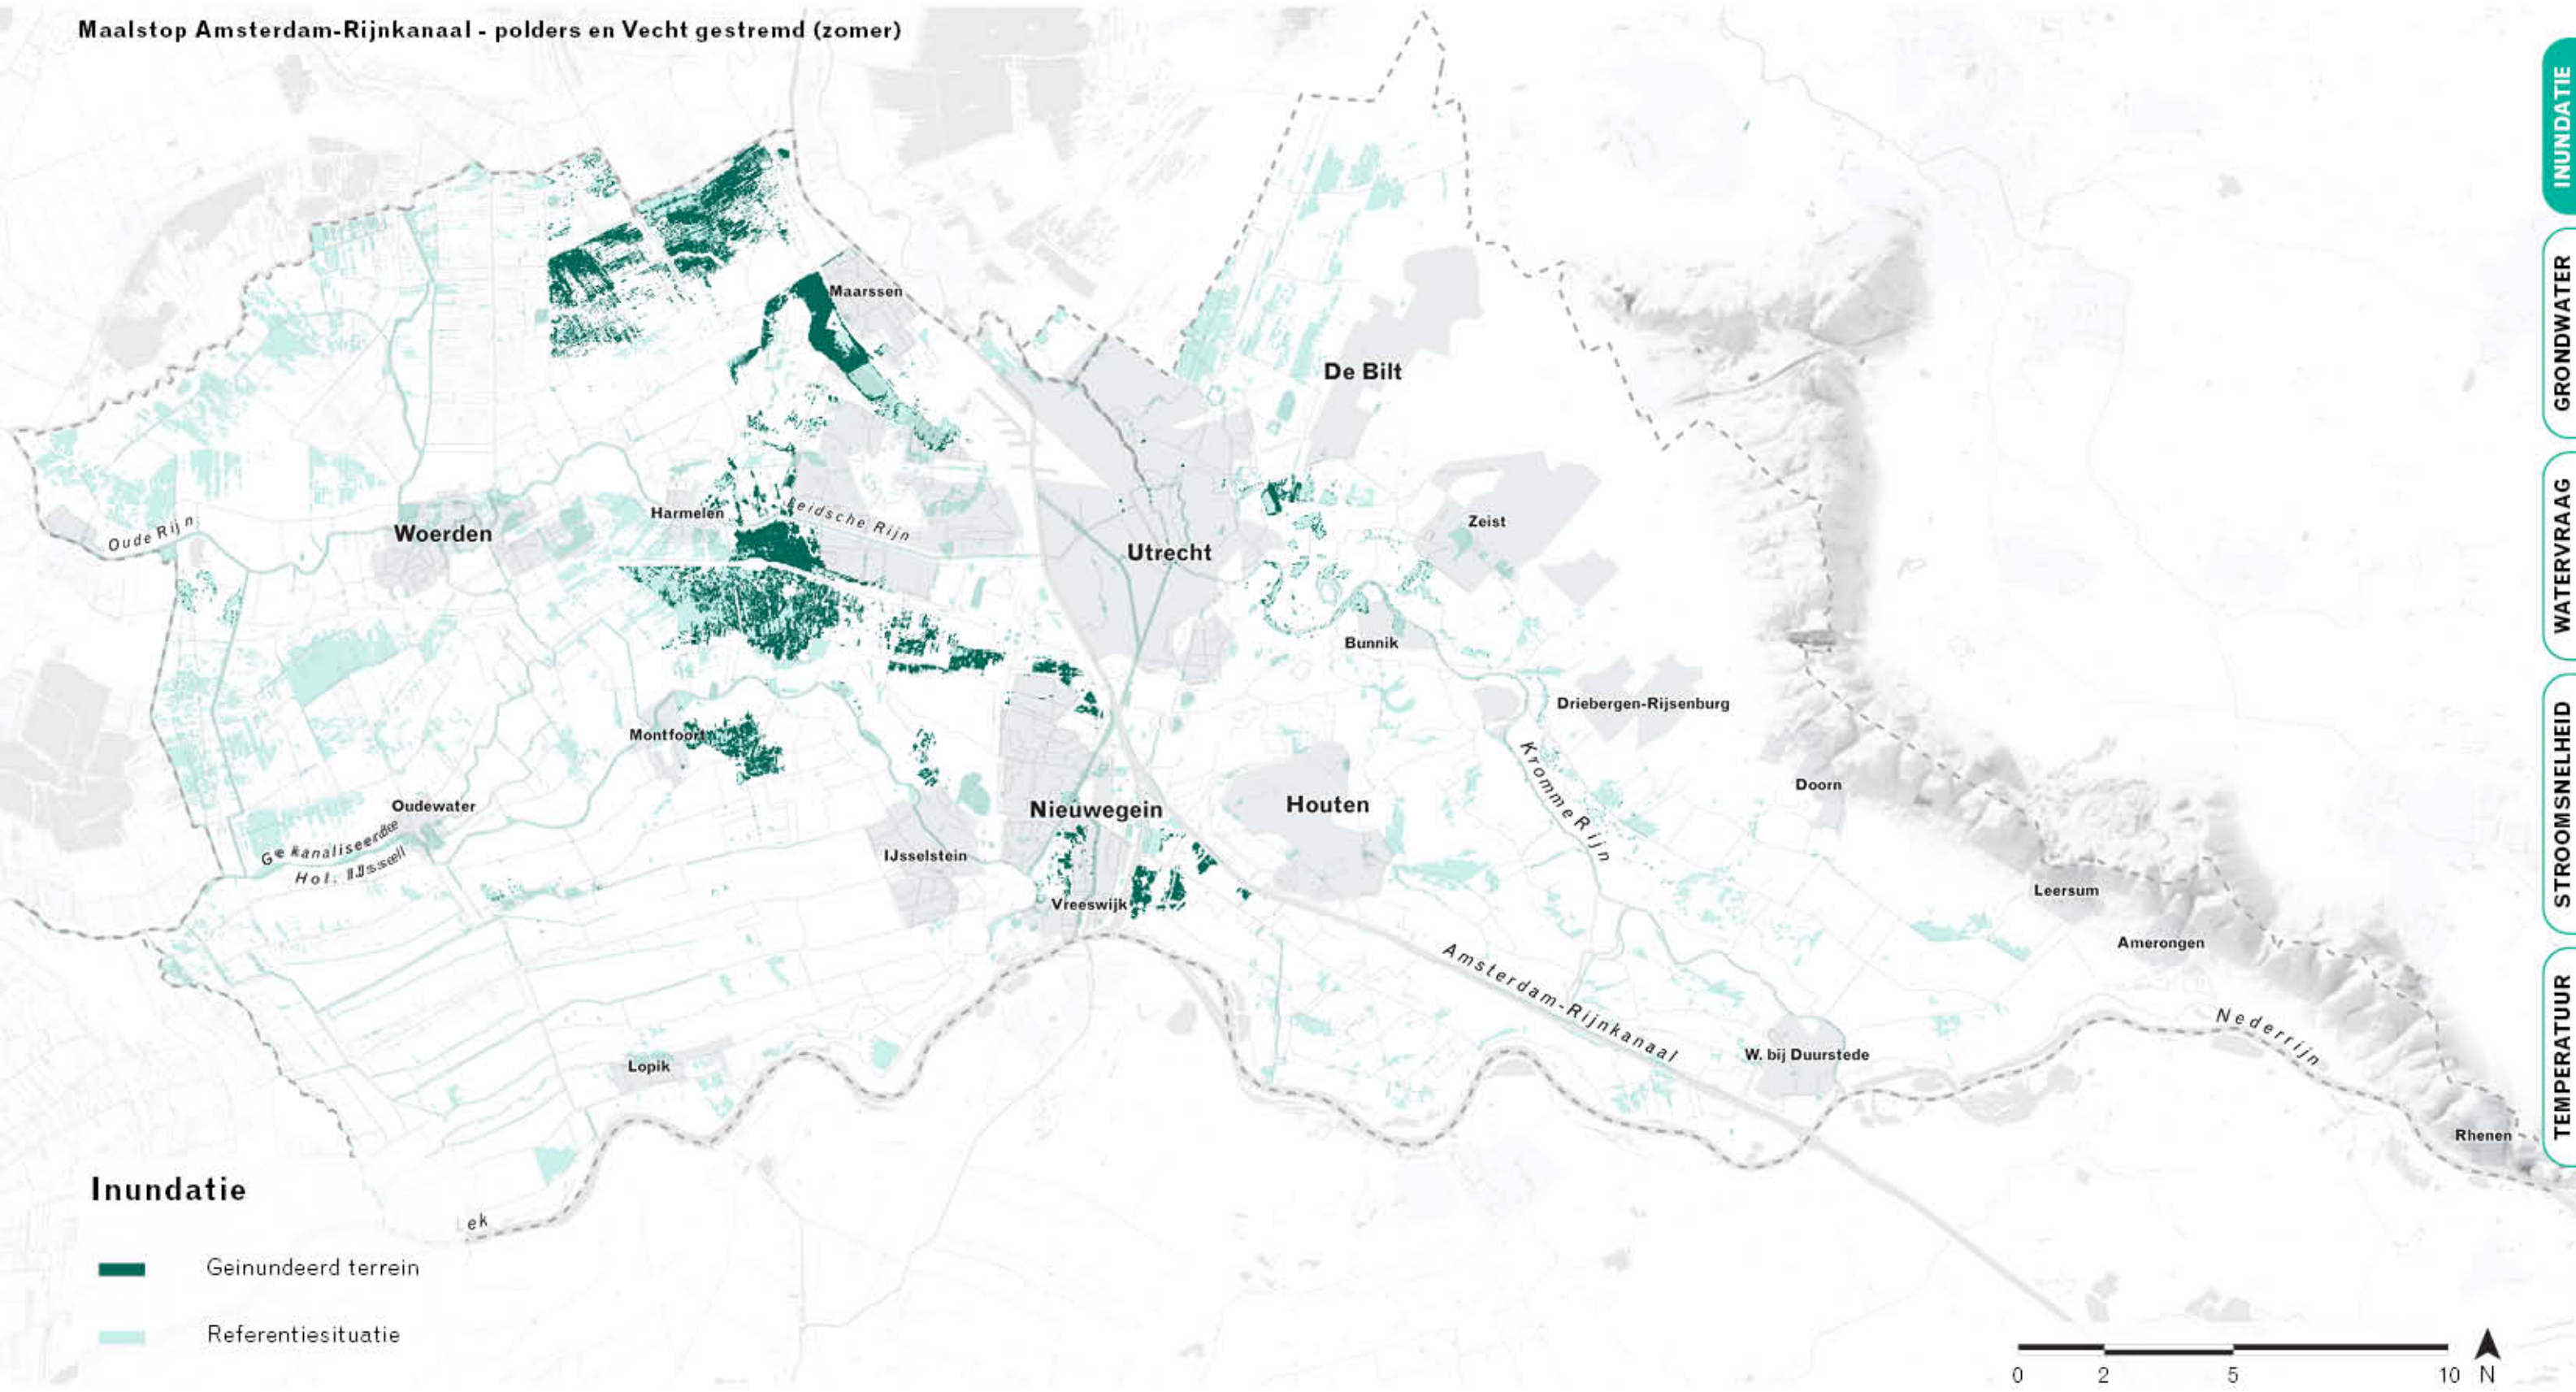 Maalstop Amsterdam-Rijnkanaal - polders en Vecht gestremd (zomer)
INUNDATIE
GRONDWATER
WATERVRAAG
STROOMSNELHEID
TEMPERATUUR
Maarssen
De Bilt
Harmelen
Leidsche Rijn
Oude Rijn
Woerden
Utrecht
Zeist
Bunnik
Driebergen-Rijsenburg
Montfoort
Kromme Rijn
Doorn
Oudewater
Nieuwegein
Houten
Gekanaliseerde
Hol. IJssel
IJsselstein
Vreeswijk
Leersum
Amerongen
Amsterdam-Rijnkanaal
Nederrijn
Lopik
W. bij Duurstede
Rhenen
Lek
Inundatie
Geinundeerd terrein
Referentiesituatie
0 2 5 10 N